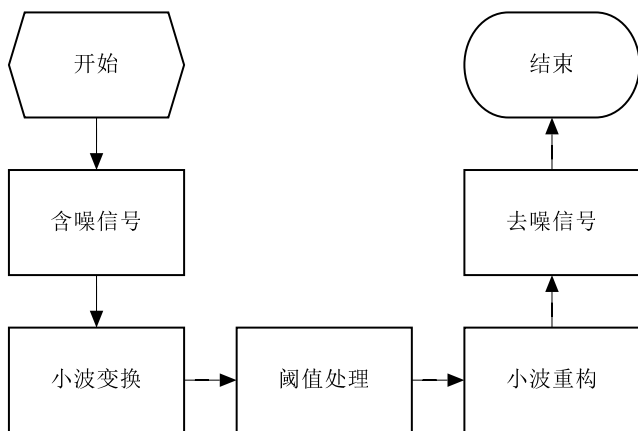 开始
含噪信号
小波变换
阈值处理
小波重构
去噪信号
结束